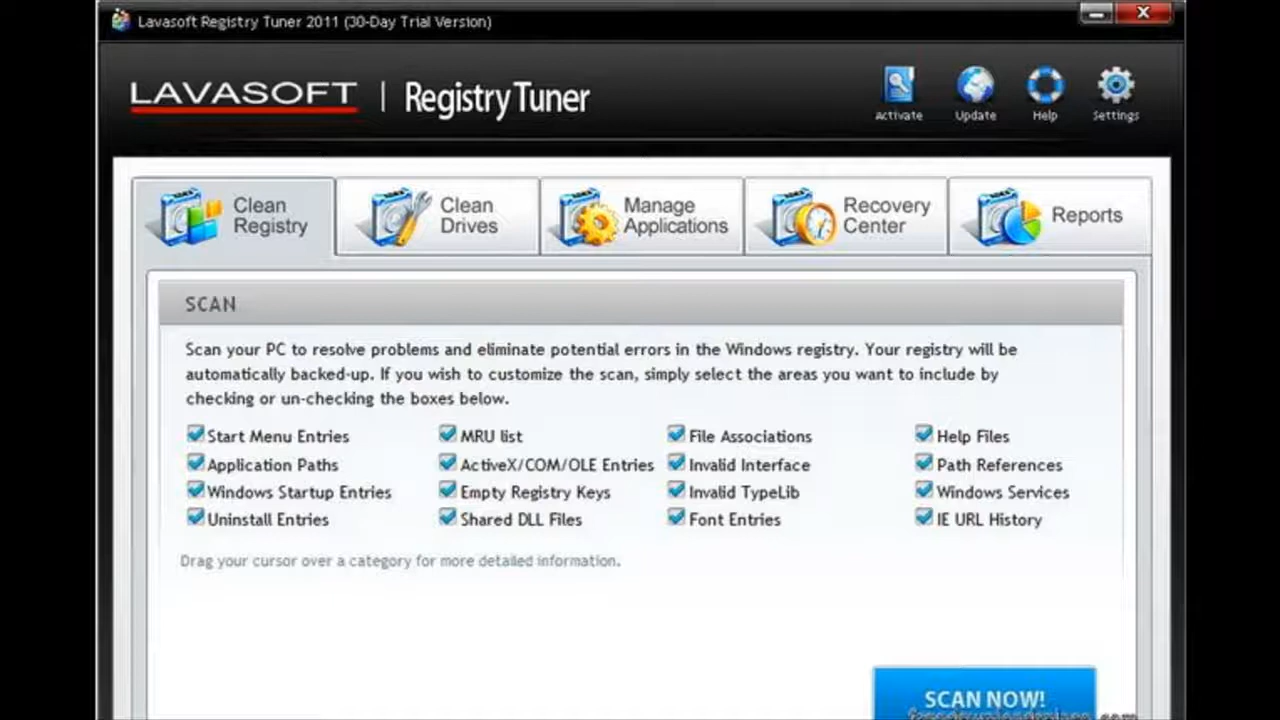 Lavasoft Registry Tuner 2011 (30-Day Trial Version)
LAVASOFT | Registry Tuner
Activate Update Help Settings
Clean Registry
Clean Drives
Manage Applications
Recovery Center
Reports
SCAN
Scan your PC to resolve problems and eliminate potential errors in the Windows registry. Your registry will
automatically backed-up. If you wish to customize the scan, simply select the areas you want to include by
checking or un-checking the boxes below.
Start Menu Entries MRU list File Associations Help Files
Application Paths ActiveX/COM/OLE Entries Invalid Interface Path References
Windows Startup Entries Empty Registry Keys Invalid TypeLib Windows Services
Uninstall Entries Shared DLL Files Font Entries IE URL History
Drag your cursor over a category for more detailed information.
SCAN NOW!